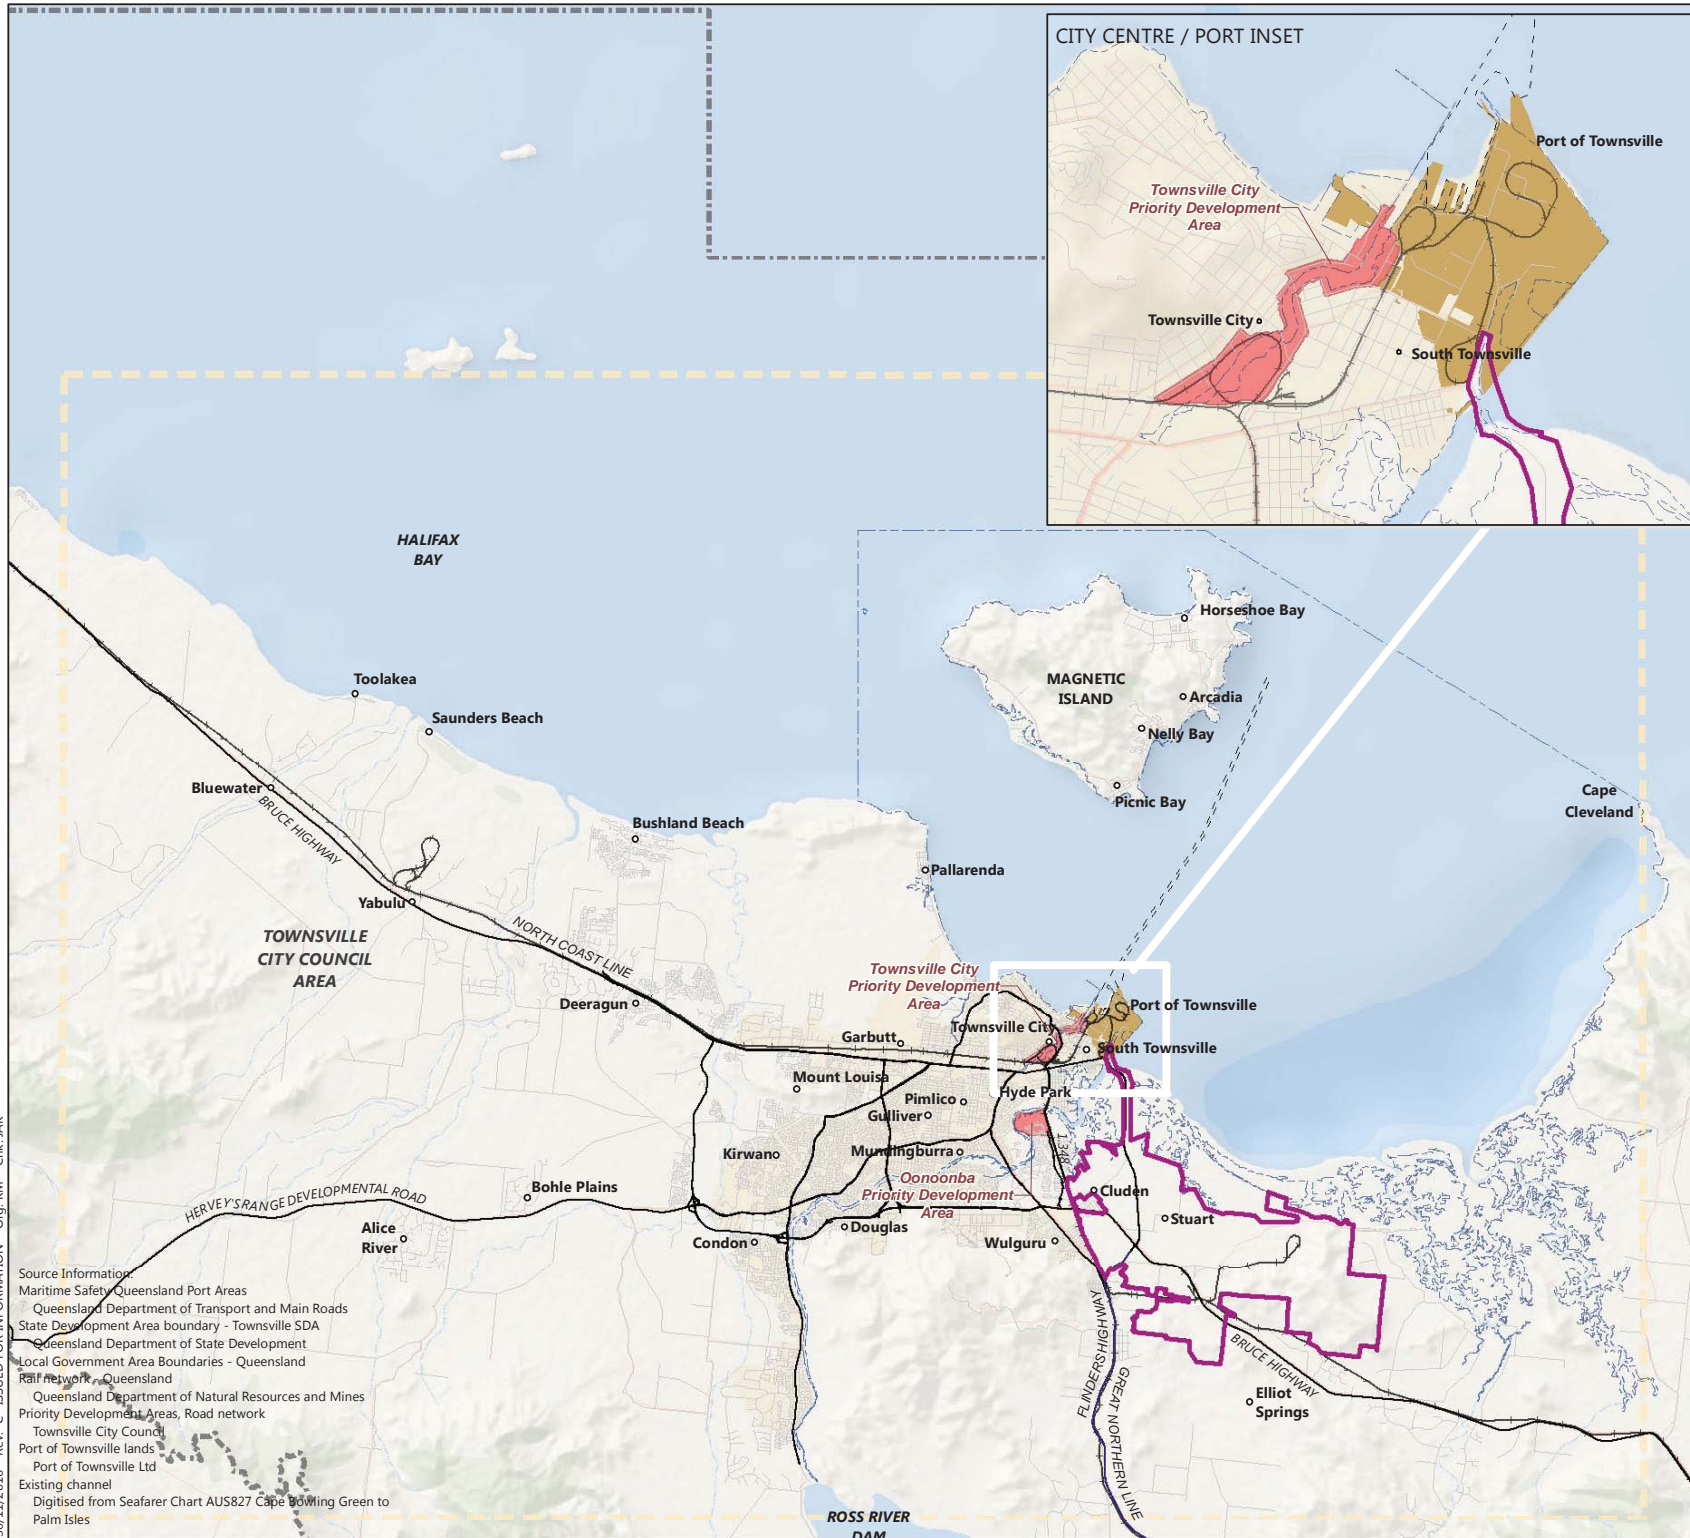 CITY CENTRE / PORT INSET
Port of Townsville
Townsville City
Priority Development
Area
Townsville City
South Townsville
HALIFAX
BAY
Horseshoe Bay
MAGNETIC
ISLAND
Arcadia
Nelly Bay
Picnic Bay
Toolakea
Saunders Beach
Bluewater
BRUCE HIGHWAY
Cape
Cleveland
Bushland Beach
Pallarenda
Yabulu
NORTH COAST LINE
TOWNSVILLE
CITY COUNCIL
AREA
Townsville City
Priority Development
Area
Deeragun
Port of Townsville
Townsville City
Garbutt
South Townsville
Mount Louisa
Hyde Park
Pimlico
Gulliver
Kirwan
Mundingburra
1348
Oonoonba
Priority Development
Area
Cluden
Bohle Plains
HERVEY'S RANGE DEVELOPMENTAL ROAD
Stuart
Alice
River
Condon
Douglas
Wulguru
FLINDERS HIGHWAY
GREAT NORTHERN LINE
BRUCE HIGHWAY
Elliot
Springs
ROSS RIVER
DAM
Source Information:
Maritime Safety Queensland Port Areas
Queensland Department of Transport and Main Roads
State Development Area boundary - Townsville SDA
Queensland Department of State Development
Local Government Area Boundaries - Queensland
Rail network - Queensland
Queensland Department of Natural Resources and Mines
Priority Development Areas, Road network
Townsville City Council
Port of Townsville lands
Port of Townsville Ltd
Existing channel
Digitised from Seafarer Chart AUS827 Cape Bowling Green to
Palm Isles